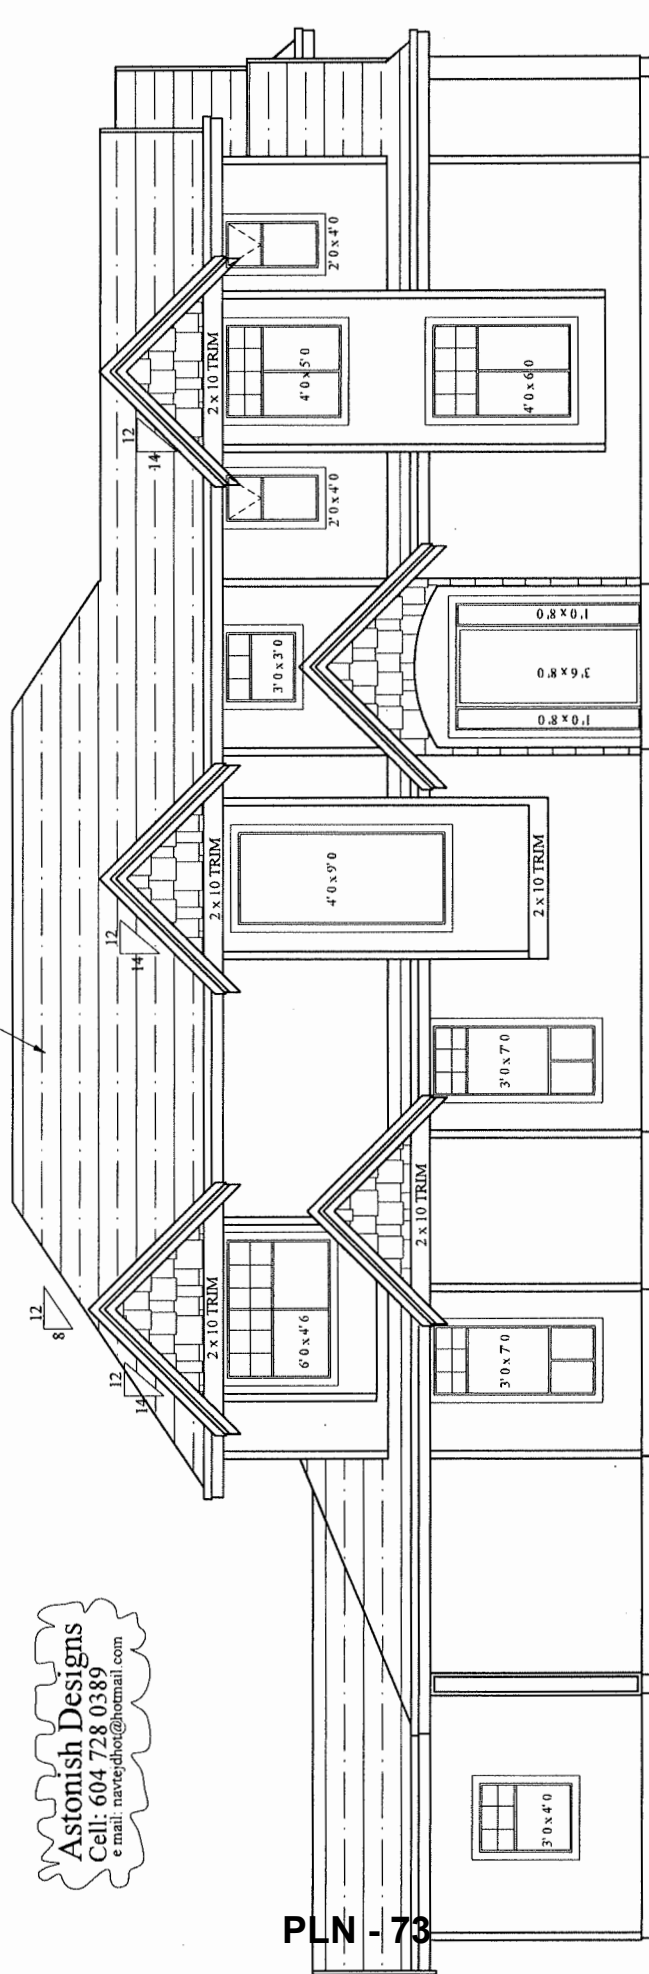 Astonish Designs
Cell: 604 728 0389
e mail: navtejdhot@hotmail.com
12
8
12
14
12
14
12
14
2 x 10 TRIM
2 x 10 TRIM
2 x 10 TRIM
6' 0 x 4' 6
4' 0 x 9' 0
3' 0 x 3' 0
2' 0 x 4' 0
4' 0 x 5' 0
2' 0 x 4' 0
2 x 10 TRIM
2 x 10 TRIM
3' 0 x 4' 0
3' 0 x 7' 0
3' 0 x 7' 0
1' 0 x 8' 0
3' 6 x 8' 0
1' 0 x 8' 0
4' 0 x 6' 0
PLN - 73